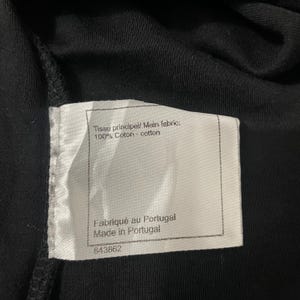 Tissu principal/ Main fabric:
100% Coton - cotton
Fabriqué au Portugal
Made in Portugal
643862